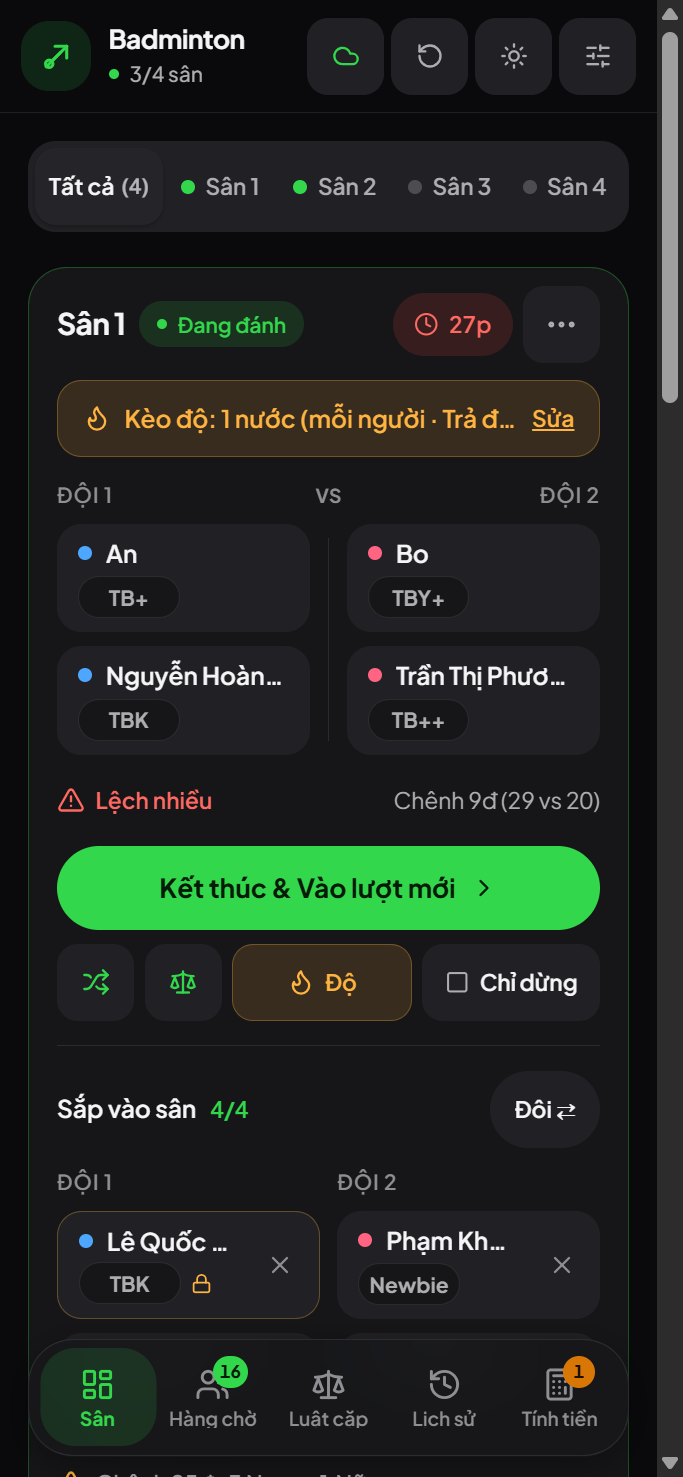 Badminton
3/4 sân
Tất cả (4) Sân 1 Sân 2 Sân 3 Sân 4
Sân 1 Đang đánh 27p
Kèo độ: 1 nước (mỗi người · Trả đ... Sửa
ĐỘI 1 VS ĐỘI 2
An Bo
TB+ TBY+
Nguyễn Hoàn... Trần Thị Phươ...
TBK TB++
Lệch nhiều Chênh 9đ (29 vs 20)
Kết thúc & Vào lượt mới
Độ Chỉ dừng
Sắp vào sân 4/4 Đôi
ĐỘI 1 ĐỘI 2
Lê Quốc ... Phạm Kh...
TBK Newbie
16 1
Sân Hàng chờ Luật cặp Lịch sử Tính tiền